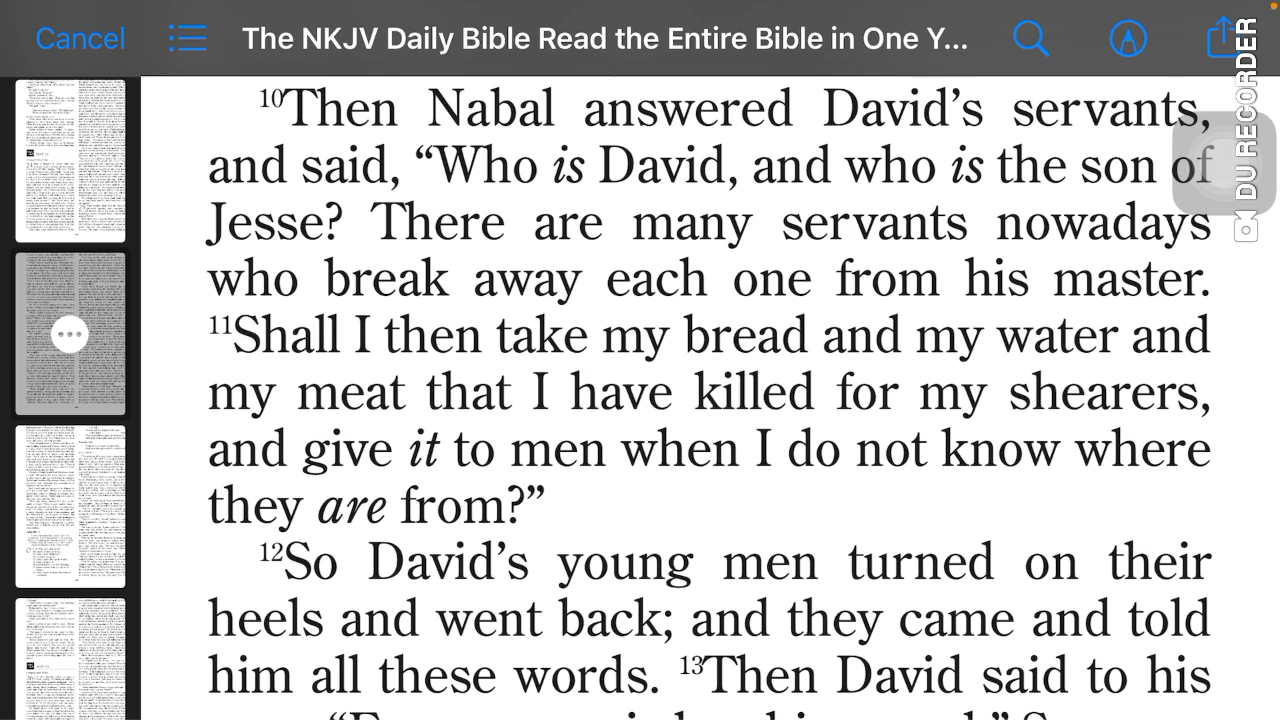 Cancel
The NKJV Daily Bible Read the Entire Bible in One Y...
DU RECORDER
10Then Nabal answered David’s servants,
and said, “Who is David, and who is the son of
Jesse? There are many servants nowadays
who break away each one from his master.
11Shall I then take my bread and my water and
my meat that I have killed for my shearers,
and give it to men when I do not know where
they are from?”
12So David’s young men turned on their
heels and went back; and they came and told
him all these words. 13Then David said to his